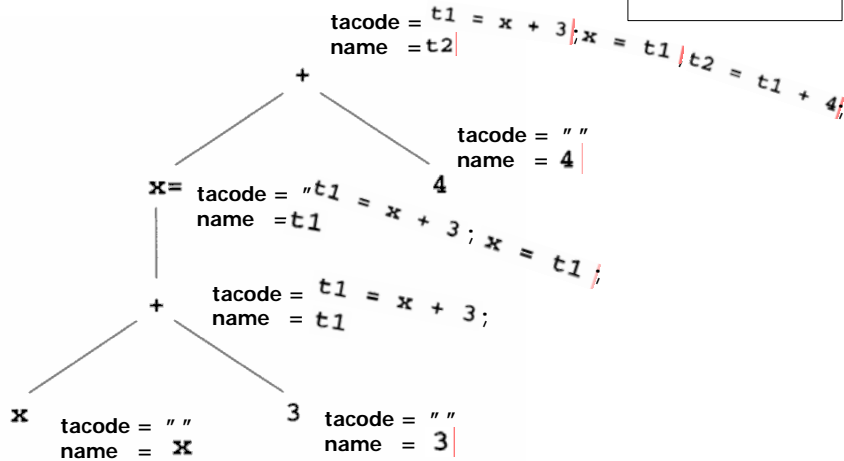 tacode = t1 = x + 3;x = t1;t2 = t1 + 4;
name = t2
+
tacode = ""
name = 4
4
x=
tacode = "t1 = x + 3; x = t1;
name = t1
+
tacode = t1 = x + 3;
name = t1
x
tacode = ""
name = x
3
tacode = ""
name = 3